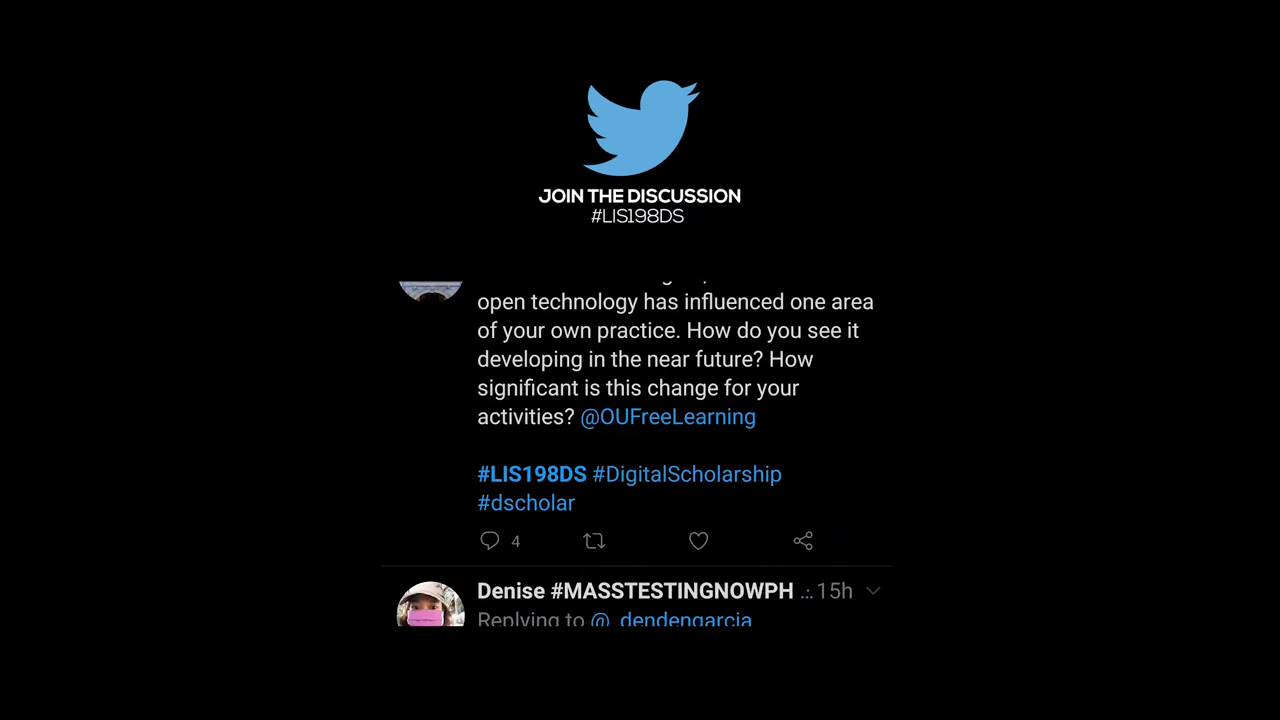 JOIN THE DISCUSSION
#LIS198DS
open technology has influenced one area
of your own practice. How do you see it
developing in the near future? How
significant is this change for your
activities? @OUFreeLearning
#LIS198DS #DigitalScholarship
#dscholar
4
Denise #MASSTESTINGNOWPH .:. 15h
Replying to @_dendengarcia